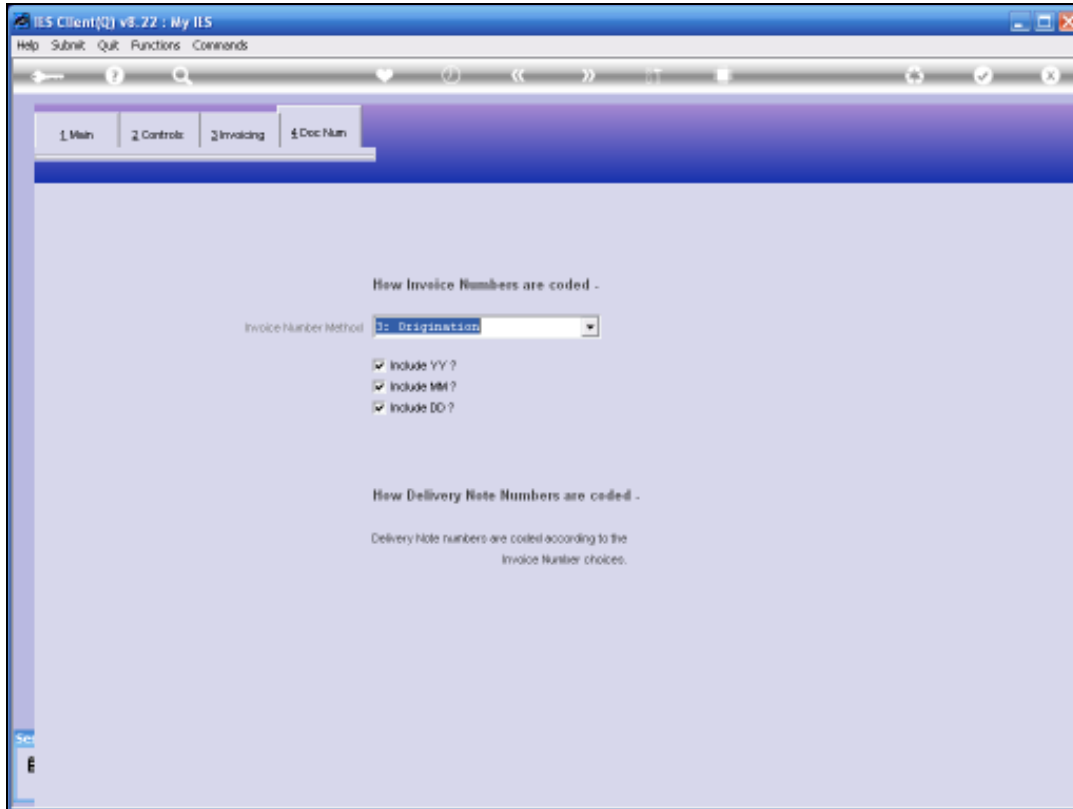 IES Client(Q) v8.22 : My IES
Help Submit Quit Functions Commands
1 Main 2 Controls 3 Invoicing 4 Doc Num
How Invoice Numbers are coded -
Invoice Number Method 3: Origination
Include YY ?
Include MM ?
Include DD ?
How Delivery Note Numbers are coded -
Delivery Note numbers are coded according to the
Invoice Number choices.
Se